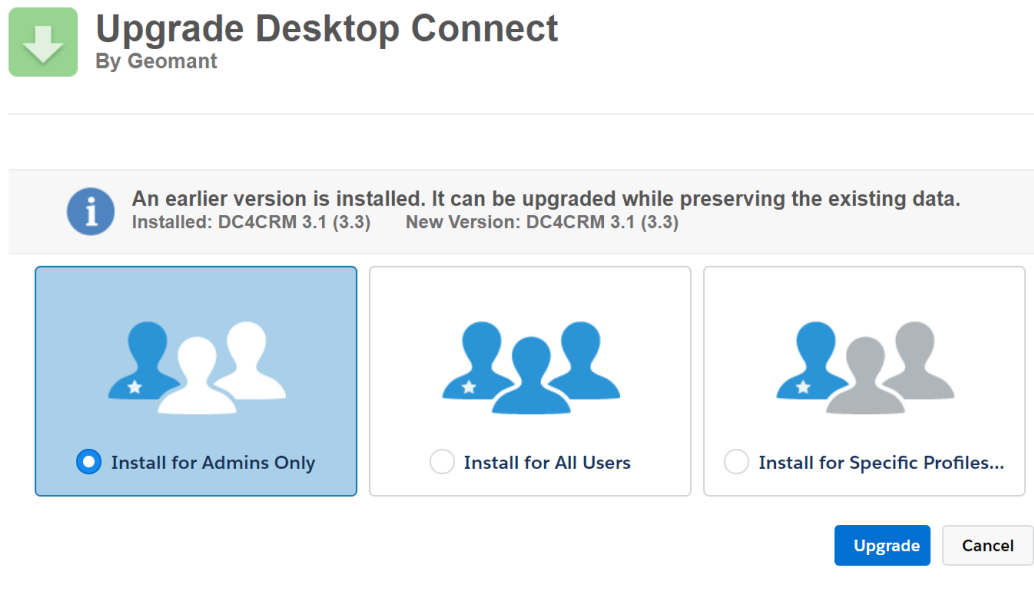 Upgrade Desktop Connect
By Geomant
An earlier version is installed. It can be upgraded while preserving the existing data.
Installed: DC4CRM 3.1 (3.3) New Version: DC4CRM 3.1 (3.3)
Install for Admins Only
Install for All Users
Install for Specific Profiles...
Upgrade
Cancel